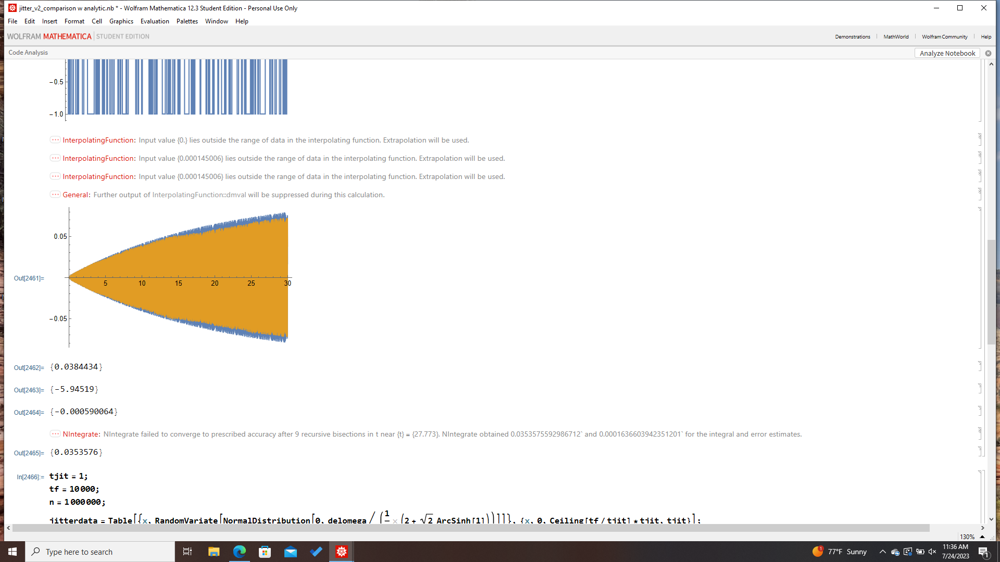 jitter_v2_comparison w analytic.nb * - Wolfram Mathematica 12.3 Student Edition - Personal Use Only
File Edit Insert Format Cell Graphics Evaluation Palettes Window Help
WOLFRAM MATHEMATICA STUDENT EDITION
Demonstrations MathWorld Wolfram Community Help
Code Analysis
Analyze Notebook
-0.5
-1.0
InterpolatingFunction: Input value {0.} lies outside the range of data in the interpolating function. Extrapolation will be used.
InterpolatingFunction: Input value {0.000145006} lies outside the range of data in the interpolating function. Extrapolation will be used.
InterpolatingFunction: Input value {0.000145006} lies outside the range of data in the interpolating function. Extrapolation will be used.
General: Further output of InterpolatingFunction::dmval will be suppressed during this calculation.
0.05
Out[2461]=
5 10 15 20 25 30
-0.05
Out[2462]= {0.0384434}
Out[2463]= {-5.94519}
Out[2464]= {-0.000590064}
NIntegrate: NIntegrate failed to converge to prescribed accuracy after 9 recursive bisections in t near {t} = {27.773}. NIntegrate obtained 0.0353575592986712` and 0.0001636603942351201` for the integral and error estimates.
Out[2465]= {0.0353576}
In[2466]:= tjit = 1;
tf = 10000;
n = 1000000;
jitterdata = Table[{x, RandomVariate[NormalDistribution[0, delomega / (1 × (2 + √2 ArcSinh[1]))]]}, {x, 0, Ceiling[tf / tjit] * tjit, tjit}];
130%
Type here to search
1
77°F Sunny
11:36 AM
7/24/2023
1